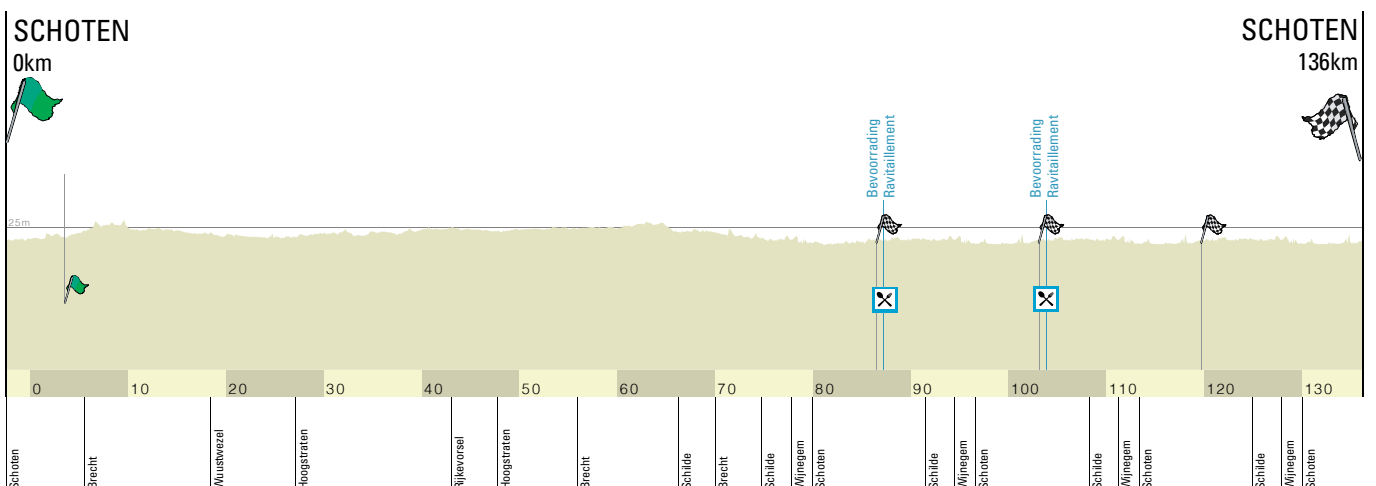 SCHOTEN
0km
SCHOTEN
136km
Bevoorrading
Ravitaillement
Bevoorrading
Ravitaillement
25m
0 10 20 30 40 50 60 70 80 90 100 110 120 130
Schoten
Brecht
Wuustwezel
Hoogstraten
Rijkevorsel
Hoogstraten
Brecht
Schilde
Brecht
Schilde
Wijnegem
Schoten
Schilde
Wijnegem
Schoten
Schilde
Wijnegem
Schoten
Schilde
Wijnegem
Schoten